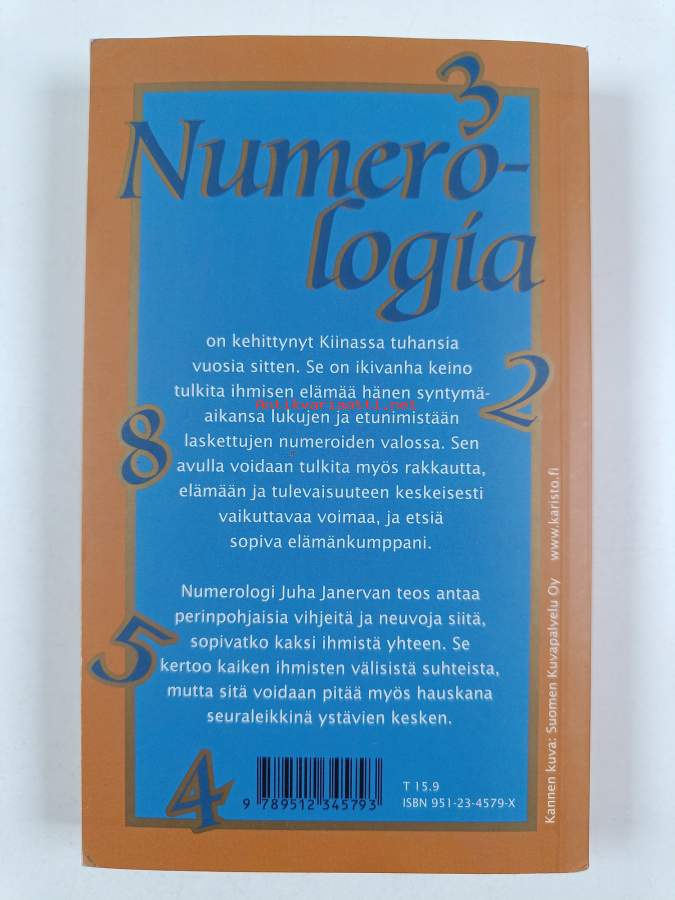 3
Numero-
logia
on kehittynyt Kiinassa tuhansia
vuosia sitten. Se on ikivanha keino
tulkita ihmisen elämää hänen syntymä-
antikvariaatti.net
aikansa lukujen ja etunimistään
2
laskettujen numeroiden valossa. Sen
8
avulla voidaan tulkita myös rakkautta,
elämään ja tulevaisuuteen keskeisesti
vaikuttavaa voimaa, ja etsiä
sopiva elämänkumppani.
Numerologi Juha Janervan teos antaa
perinpohjaisia vihjeitä ja neuvoja siitä,
sopivatko kaksi ihmistä yhteen. Se
5
kertoo kaiken ihmisten välisistä suhteista,
mutta sitä voidaan pitää myös hauskana
seuraleikkinä ystävien kesken.
4
9 789512 345793
T 15.9
ISBN 951-23-4579-X
Kannen kuva: Suomen Kuvapalvelu Oy www.karisto.fi